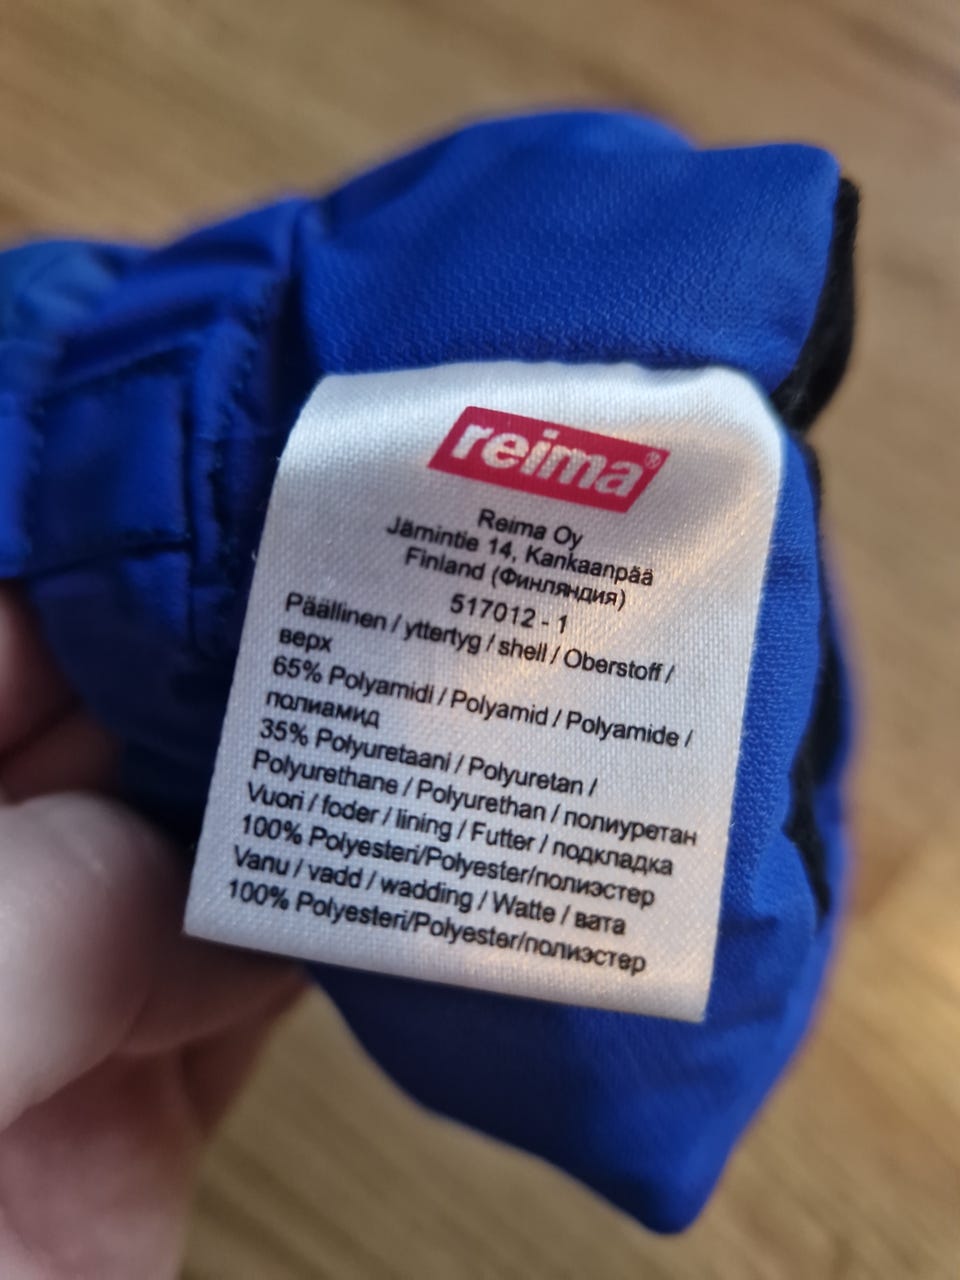 reima®
Reima Oy
Jämintie 14, Kankaanpää
Finland (Финляндия)
517012 - 1
Päällinen / yttertyg / shell / Oberstoff /
верх
65% Polyamidi / Polyamid / Polyamide /
полиамид
35% Polyuretaani / Polyuretan /
Polyurethane / Polyurethan / полиуретан
Vuori / foder / lining / Futter / подкладка
100% Polyesteri/Polyester/полиэстер
Vanu / vadd / wadding / Watte / вата
100% Polyesteri/Polyester/полиэстер